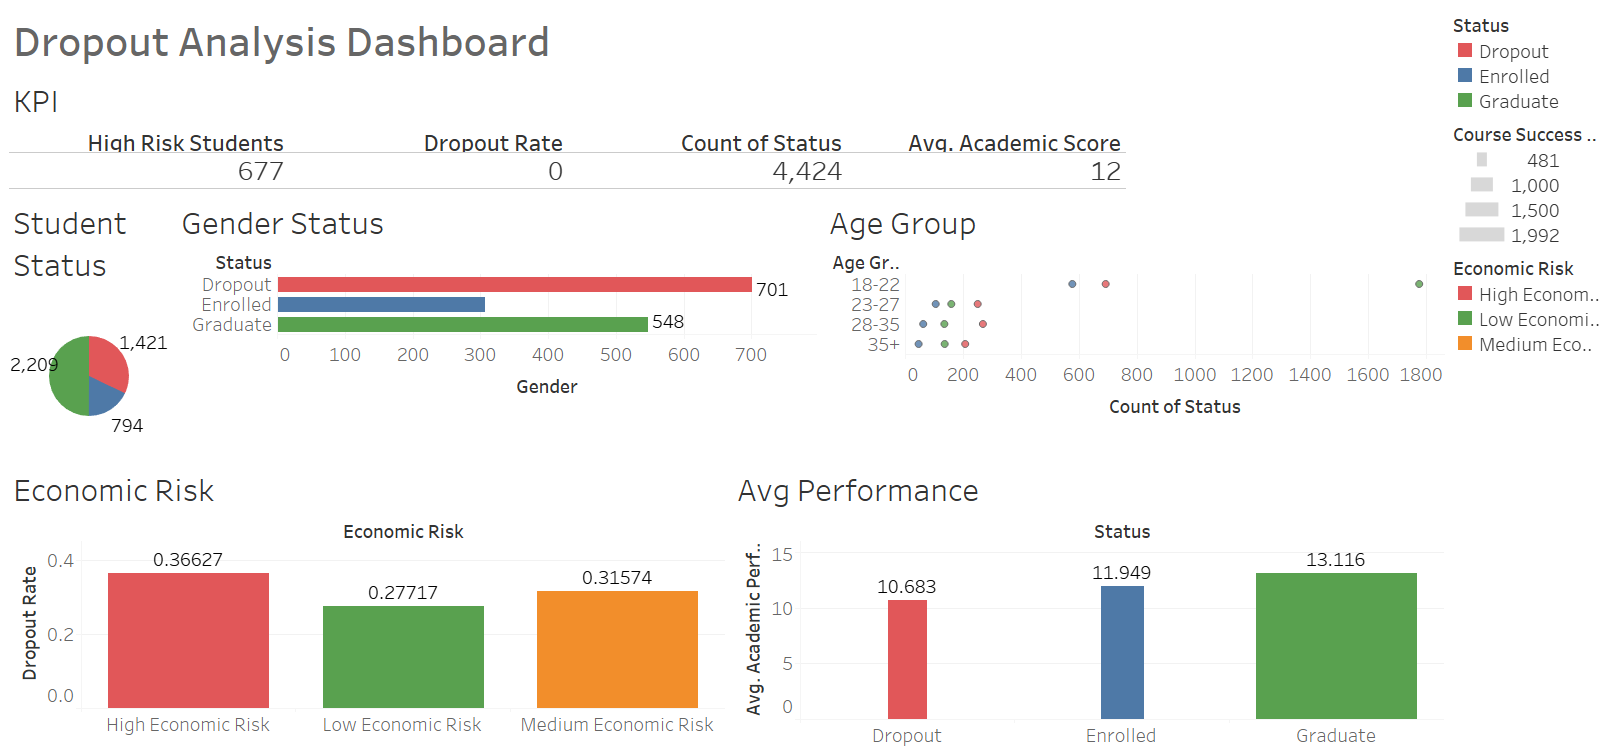 Dropout Analysis Dashboard
KPI
High Risk Students Dropout Rate Count of Status Avg. Academic Score
677 0 4,424 12
Student
Status
1,421
2,209
794
Gender Status
Status
Dropout 701
Enrolled
Graduate 548
0 100 200 300 400 500 600 700
Gender
Age Group
Age Gr..
18-22
23-27
28-35
35+
0 200 400 600 800 1000 1200 1400 1600 1800
Count of Status
Status
Dropout
Enrolled
Graduate
Course Success ..
481
1,000
1,500
1,992
Economic Risk
High Econom..
Low Economi..
Medium Eco..
Economic Risk
Economic Risk
Dropout Rate
0.4
0.2
0.0
0.36627
0.27717
0.31574
High Economic Risk Low Economic Risk Medium Economic Risk
Avg Performance
Status
Avg. Academic Perf..
15
10
5
0
10.683
11.949
13.116
Dropout Enrolled Graduate